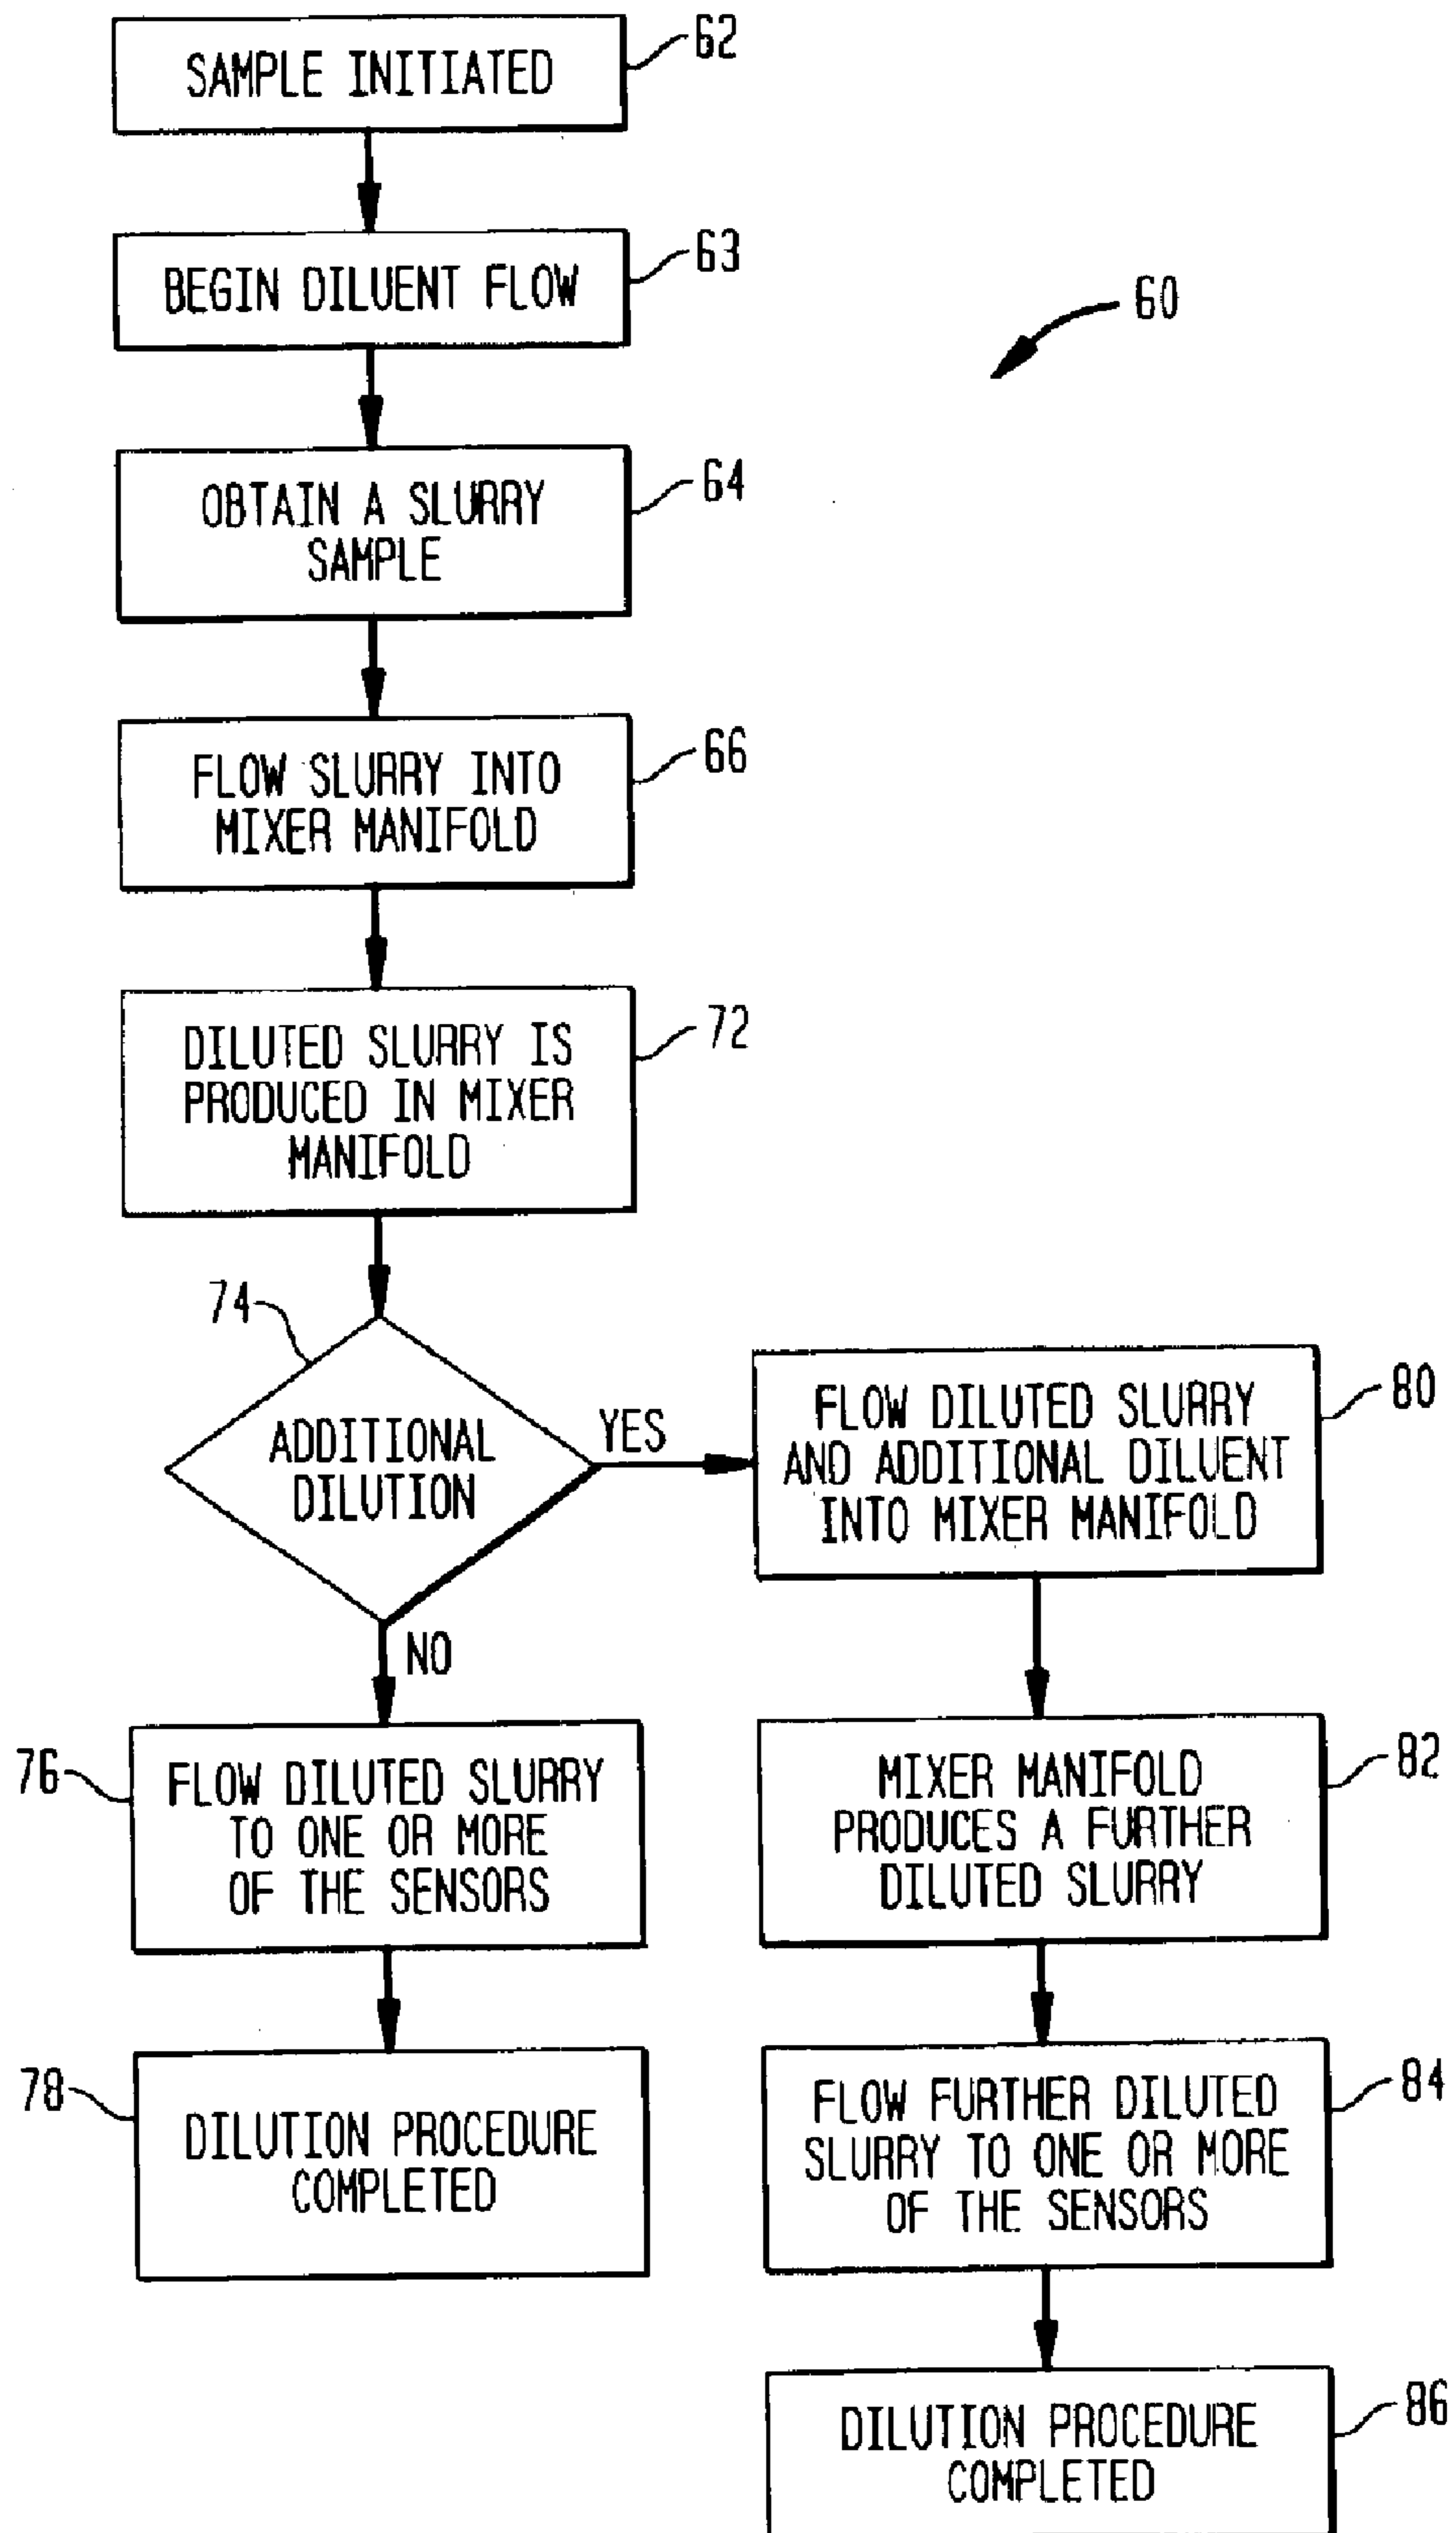 SAMPLE INITIATED
62
BEGIN DILUENT FLOW
63
60
OBTAIN A SLURRY
SAMPLE
64
FLOW SLURRY INTO
MIXER MANIFOLD
66
DILUTED SLURRY IS
PRODUCED IN MIXER
MANIFOLD
72
74
ADDITIONAL
DILUTION
YES
NO
FLOW DILUTED SLURRY
AND ADDITIONAL DILUENT
INTO MIXER MANIFOLD
80
76
FLOW DILUTED SLURRY
TO ONE OR MORE
OF THE SENSORS
MIXER MANIFOLD
PRODUCES A FURTHER
DILUTED SLURRY
82
78
DILUTION PROCEDURE
COMPLETED
FLOW FURTHER DILUTED
SLURRY TO ONE OR MORE
OF THE SENSORS
84
DILUTION PROCEDURE
COMPLETED
86